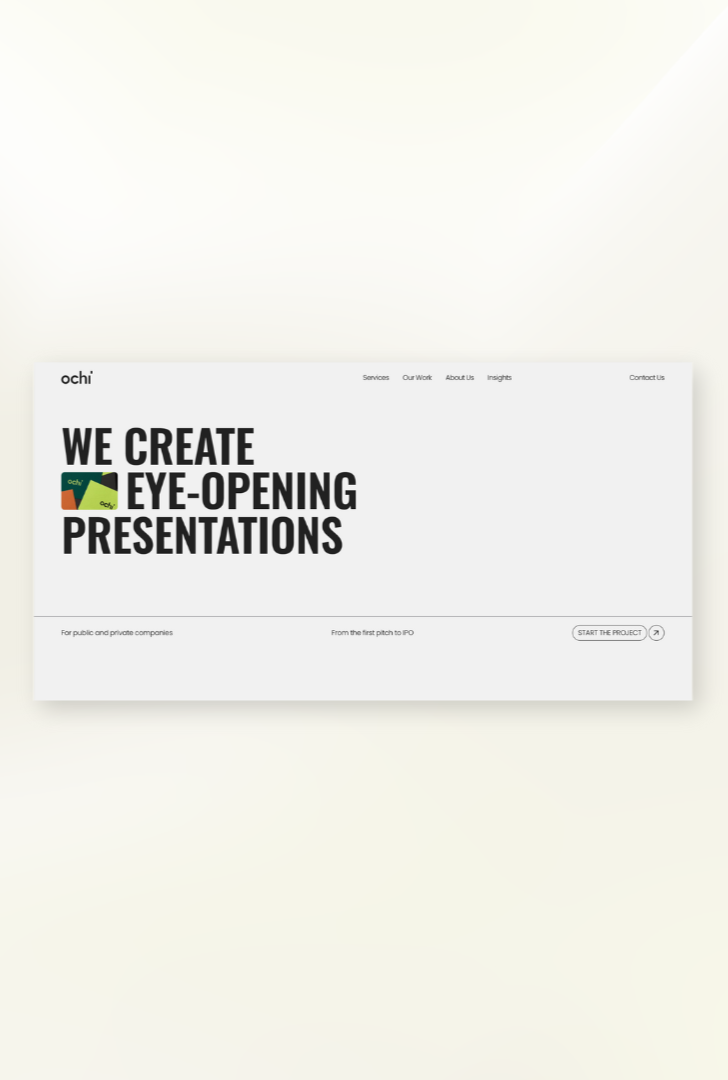 ochi
Services Our Work About Us Insights Contact Us
WE CREATE
ochi ochi EYE-OPENING
PRESENTATIONS
For public and private companies From the first pitch to IPO START THE PROJECT